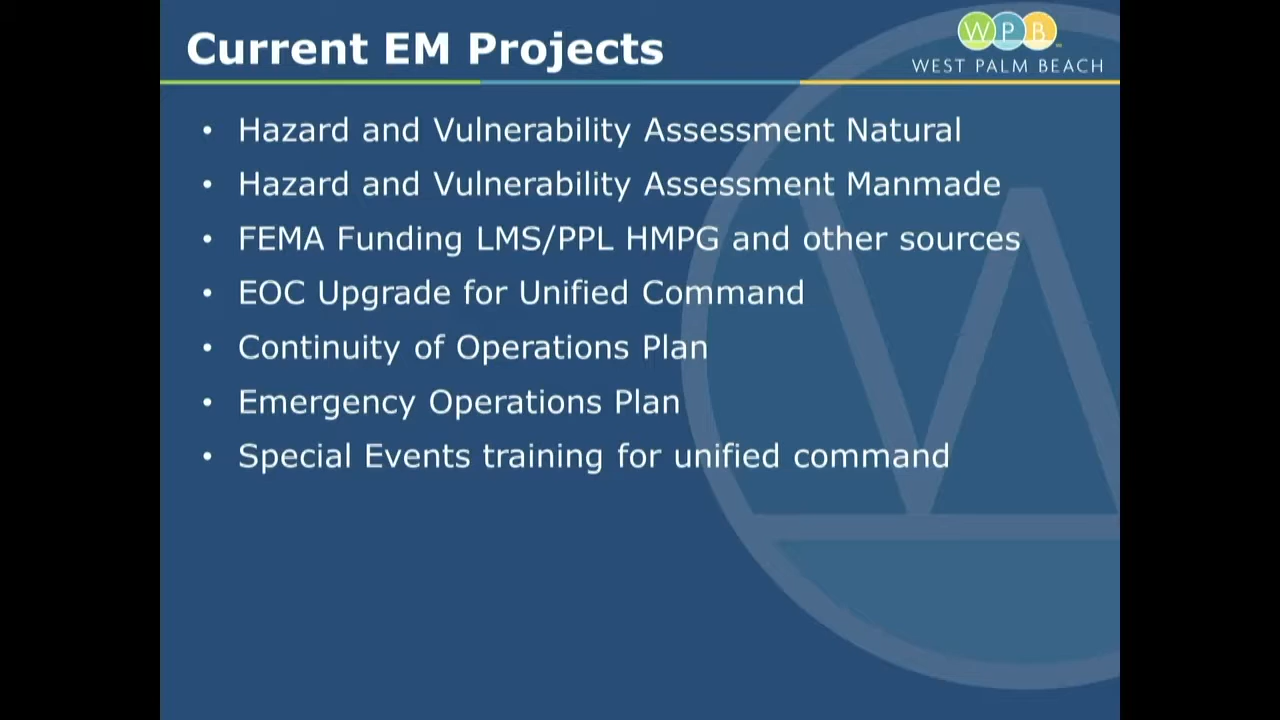 Current EM Projects
WPB
WEST PALM BEACH
• Hazard and Vulnerability Assessment Natural
• Hazard and Vulnerability Assessment Manmade
• FEMA Funding LMS/PPL HMPG and other sources
• EOC Upgrade for Unified Command
• Continuity of Operations Plan
• Emergency Operations Plan
• Special Events training for unified command